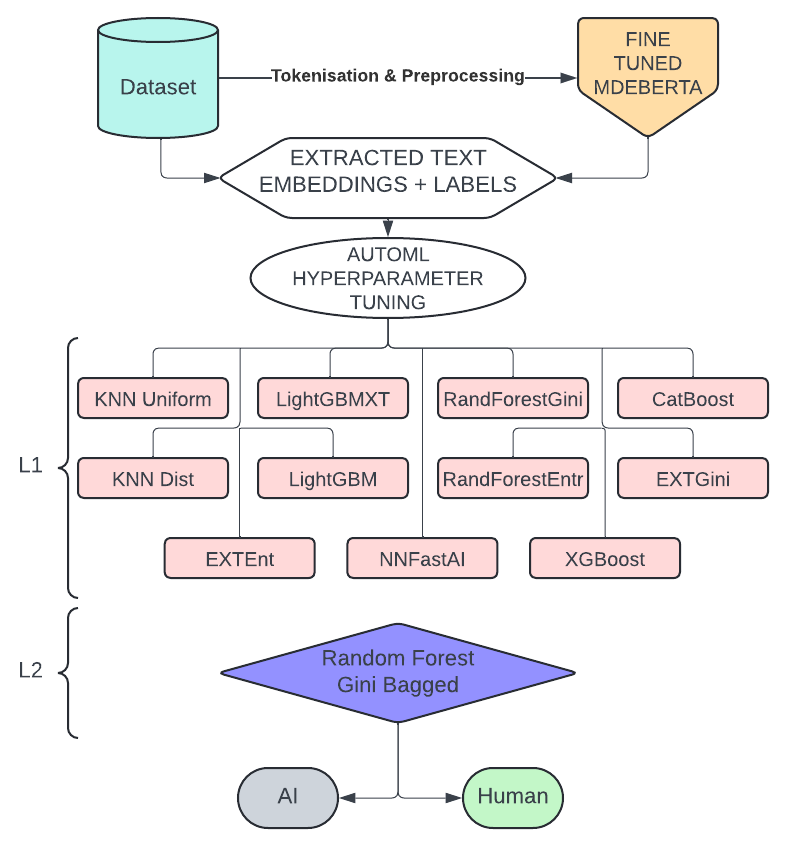 Dataset
Tokenisation & Preprocessing
FINE
TUNED
MDEBERTA
EXTRACTED TEXT
EMBEDDINGS + LABELS
AUTOML
HYPERPARAMETER
TUNING
L1
KNN Uniform
LightGBMXT
RandForestGini
CatBoost
KNN Dist
LightGBM
RandForestEntr
EXTGini
EXTEnt
NNFastAI
XGBoost
L2
Random Forest
Gini Bagged
AI
Human